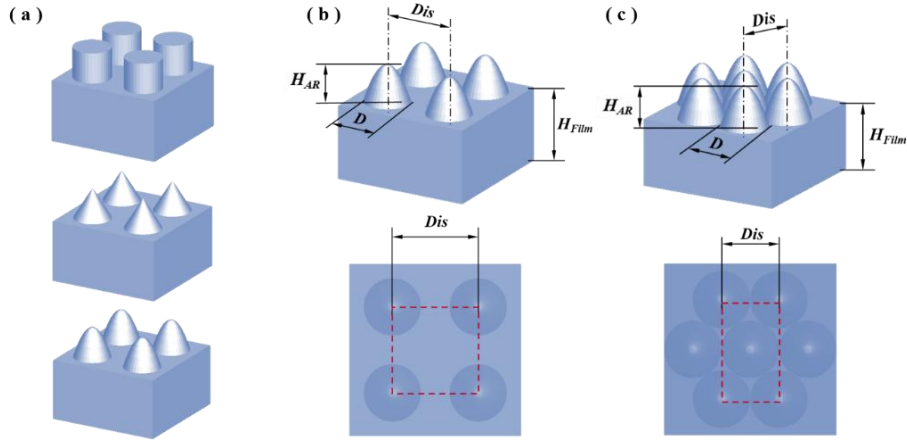 ( a )
( b )
Dis
H_AR
D
H_Film
Dis
( c )
Dis
H_AR
D
H_Film
Dis